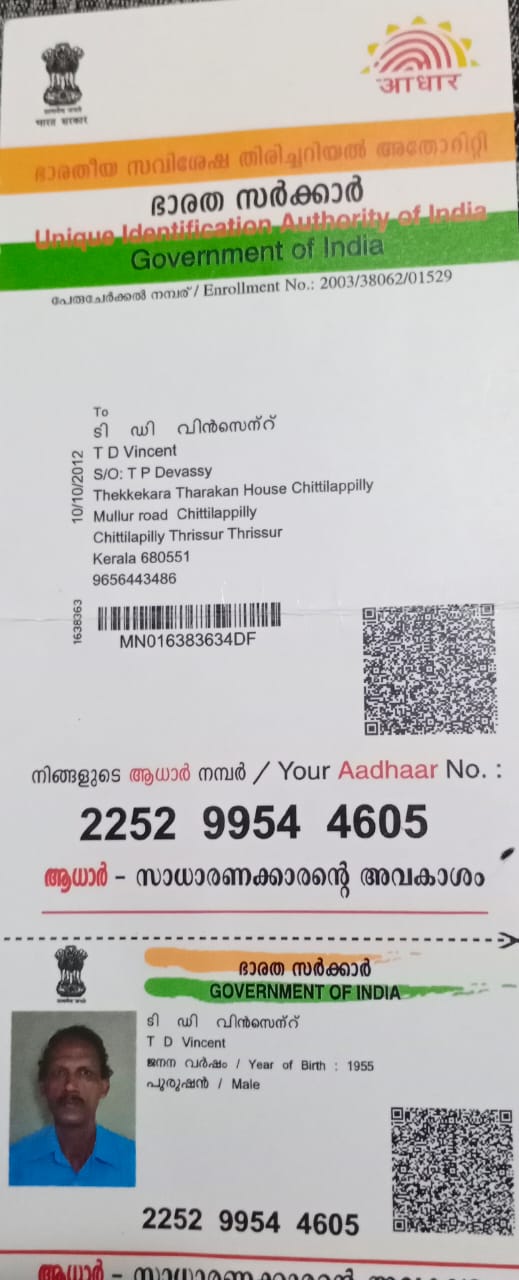 भारत सरकार
आधार
ഭാരതീയ സവിശേഷ തിരിച്ചറിയൽ അതോറിറ്റി
ഭാരത സർക്കാർ
Unique Identification Authority of India
Government of India
പേരുചേർക്കൽ നമ്പര് / Enrollment No.: 2003/38062/01529
To
ടി ഡി വിൻസെന്റ്
T D Vincent
S/O: T P Devassy
Thekkekara Tharakan House Chittilappilly
Mullur road Chittilappilly
Chittilapilly Thrissur Thrissur
Kerala 680551
9656443486
10/10/2012
1638363
MN016383634DF
നിങ്ങളുടെ ആധാർ നമ്പർ / Your Aadhaar No. :
2252 9954 4605
ആധാർ – സാധാരണക്കാരന്റെ അവകാശം
ഭാരത സർക്കാർ
GOVERNMENT OF INDIA
ടി ഡി വിൻസെന്റ്
T D Vincent
ജനന വർഷം / Year of Birth : 1955
പുരുഷൻ / Male
2252 9954 4605
ആധാർ – സാധാരണക്കാരന്റെ അവകാശം